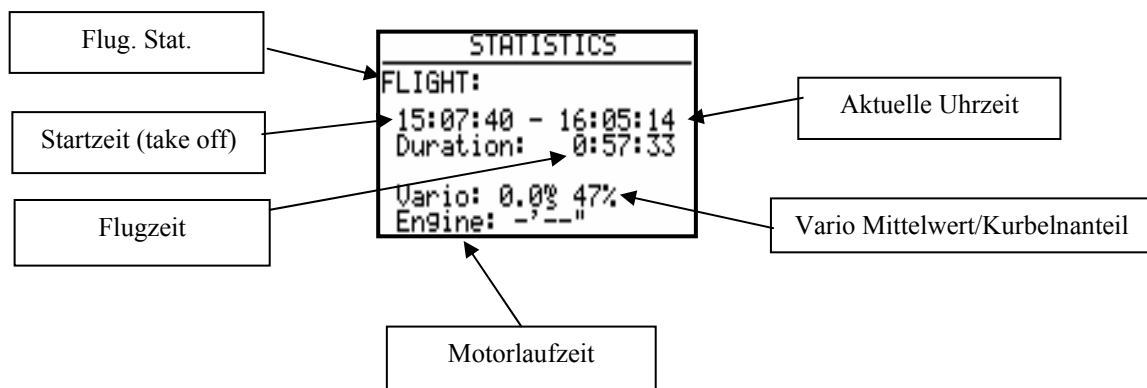 Flug. Stat.
STATISTICS
FLIGHT:
Aktuelle Uhrzeit
15:07:40 - 16:05:14
Startzeit (take off)
Duration: 0:57:33
Flugzeit
Vario: 0.0 47%
Vario Mittelwert/Kurbelnanteil
Engine: -'--"
Motorlaufzeit